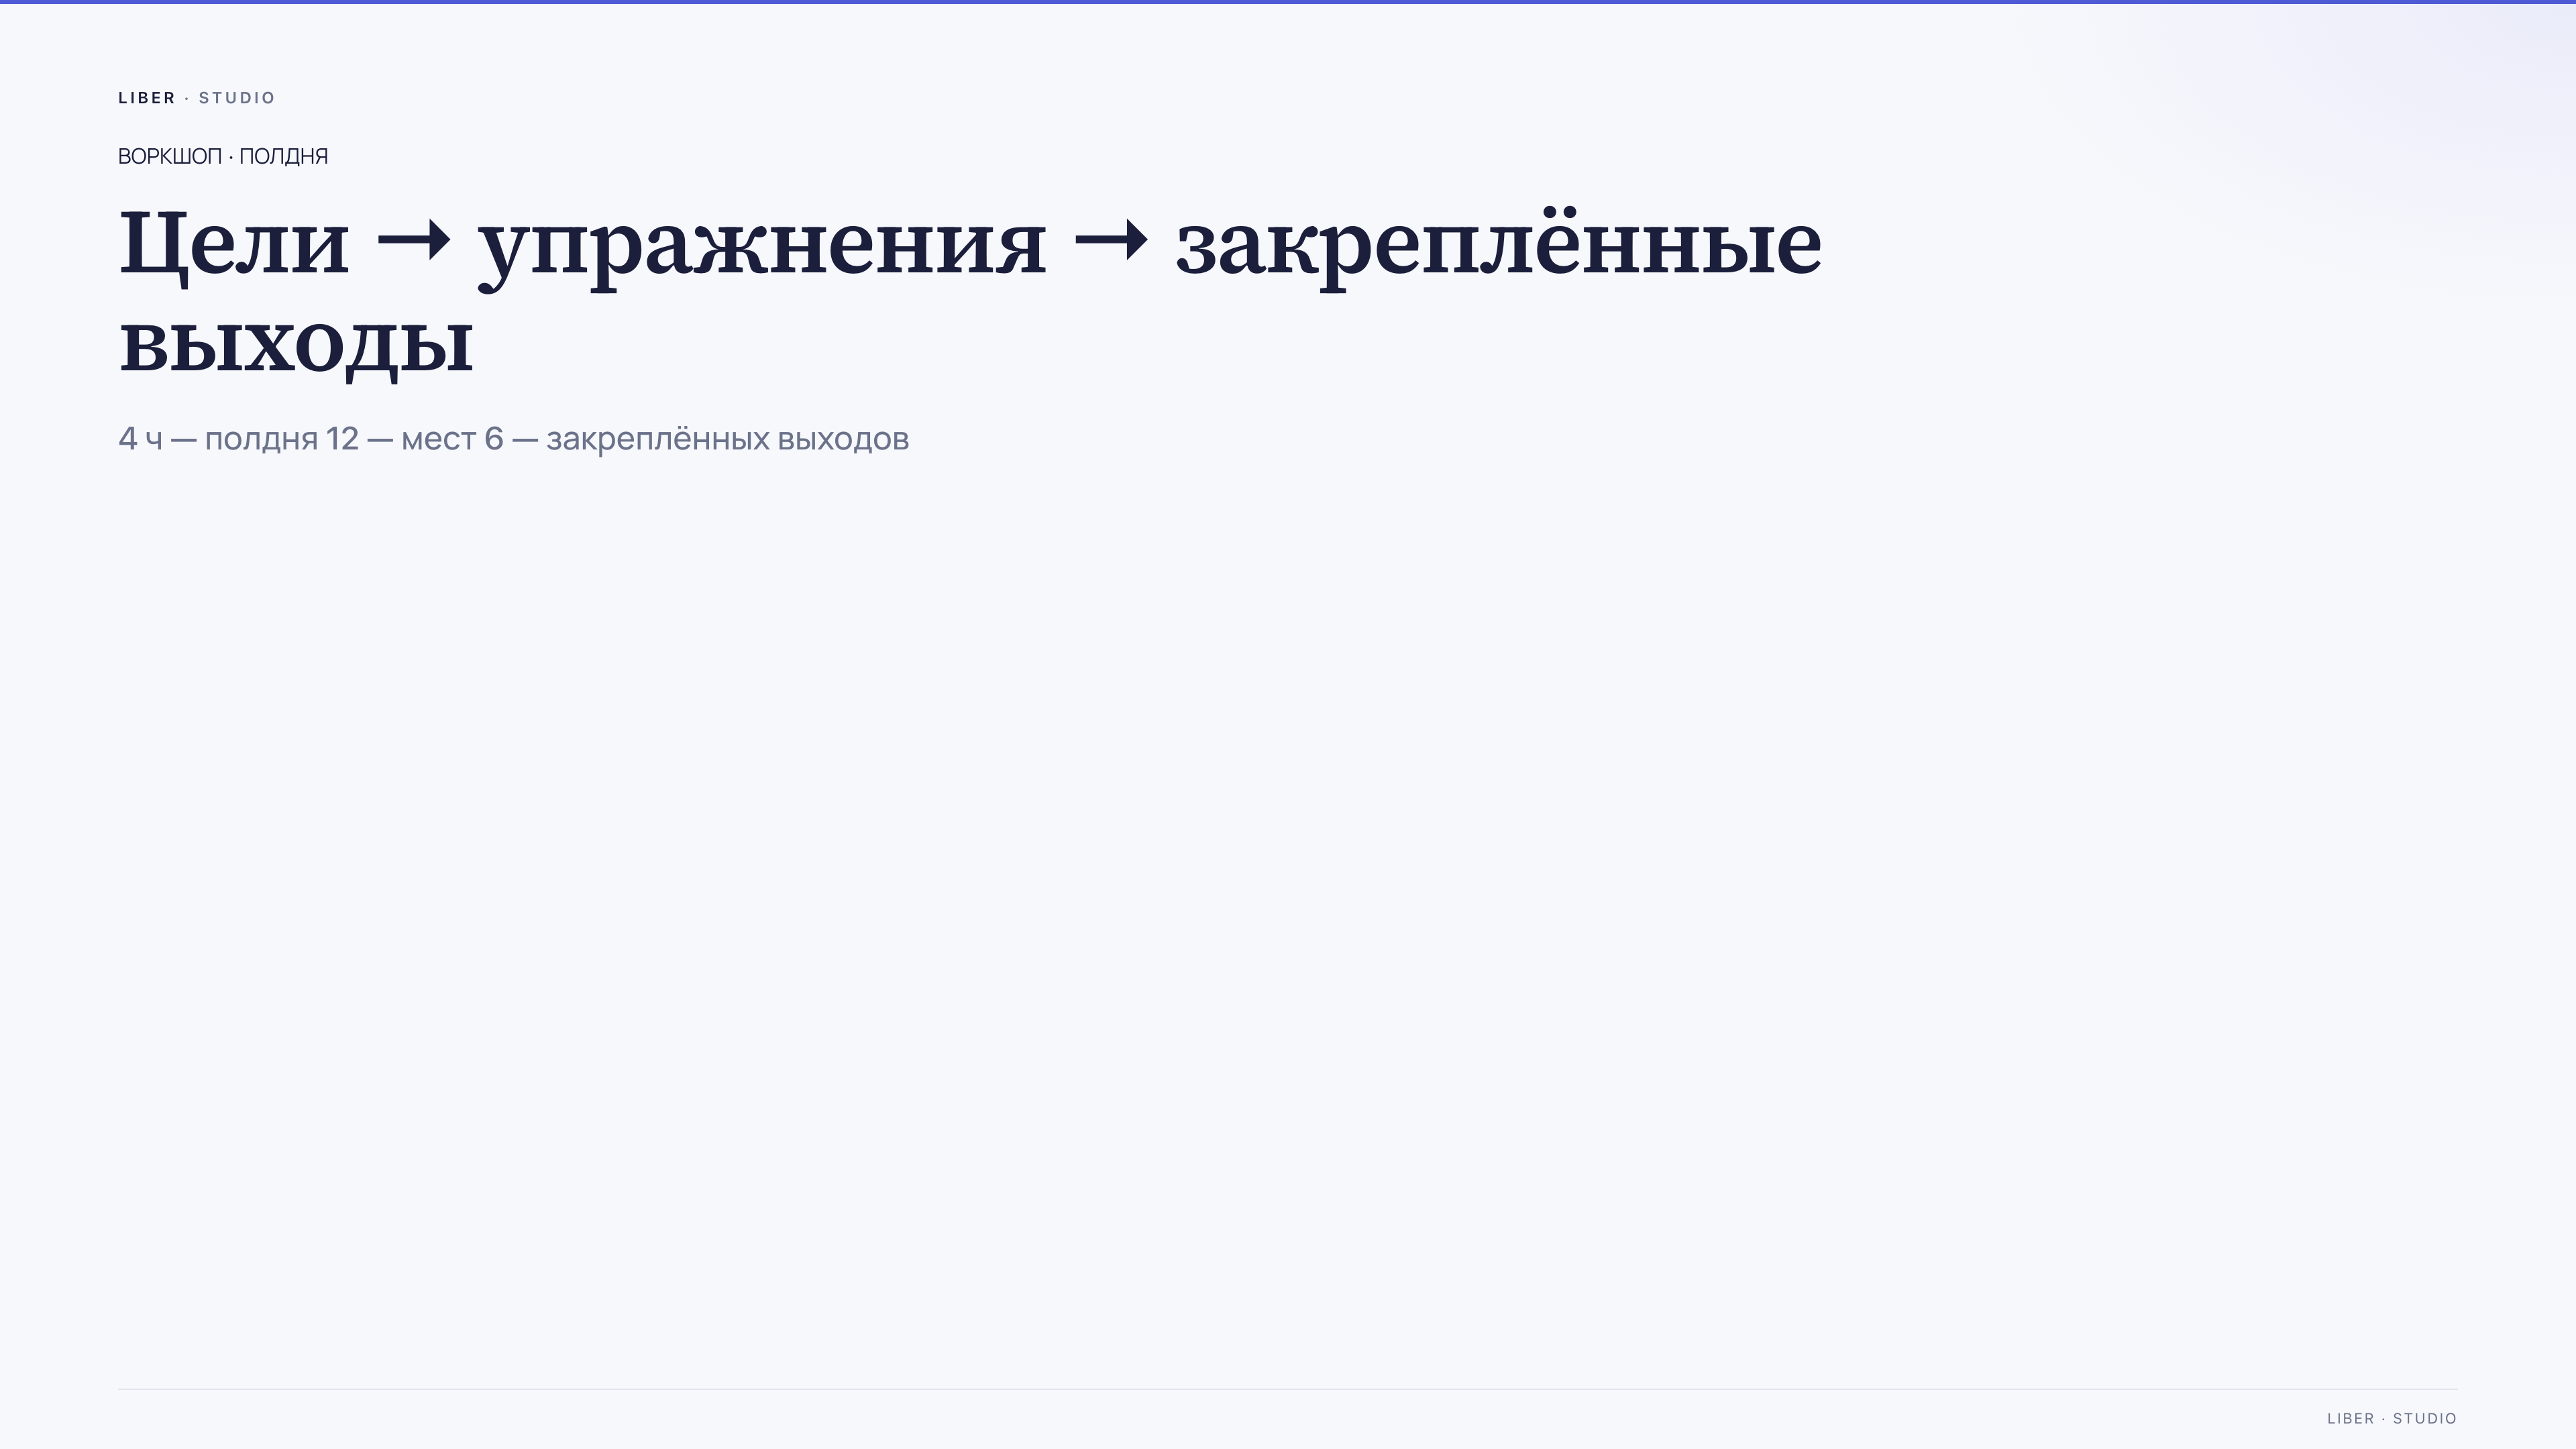 LIBER · STUDIO
ВОРКШОП · ПОЛДНЯ
Цели → упражнения → закреплённые
выходы
4 ч — полдня 12 — мест 6 — закреплённых выходов
LIBER · STUDIO